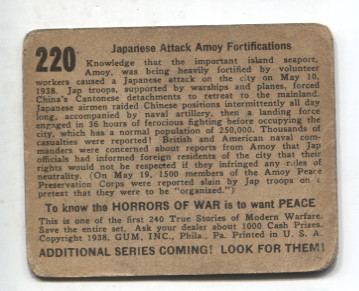 220
Japanese Attack Amoy Fortifications
Knowledge that the important island seaport,
Amoy, was being heavily fortified by volunteer
workers caused a Japanese attack on the city on May 10,
1938. Jap troops, supported by warships and planes, forced
China's Cantonese detachments to retreat to the mainland.
Japanese airmen raided Chinese positions intermittently all day
long, accompanied by naval artillery, then a landing force
engaged in 36 hours of ferocious fighting before occupying the
city, which has a normal population of 250,000. Thousands of
casualties were reported! British and American naval com-
manders were concerned about reports from Amoy that Jap
officials had informed foreign residents of the city that their
rights would not be respected if they infringed any rules of
neutrality. (On May 19, 1500 members of the Amoy Peace
Preservation Corps were reported slain by Jap troops on a
pretext that they were to be "organized.")
To know the HORRORS OF WAR is to want PEACE
This is one of the first 240 True Stories of Modern Warfare.
Save the entire set. Ask your dealer about 1000 Cash Prizes.
Copyright 1938, GUM, INC., Phila., Pa. Printed in U. S. A.
ADDITIONAL SERIES COMING! LOOK FOR THEM!